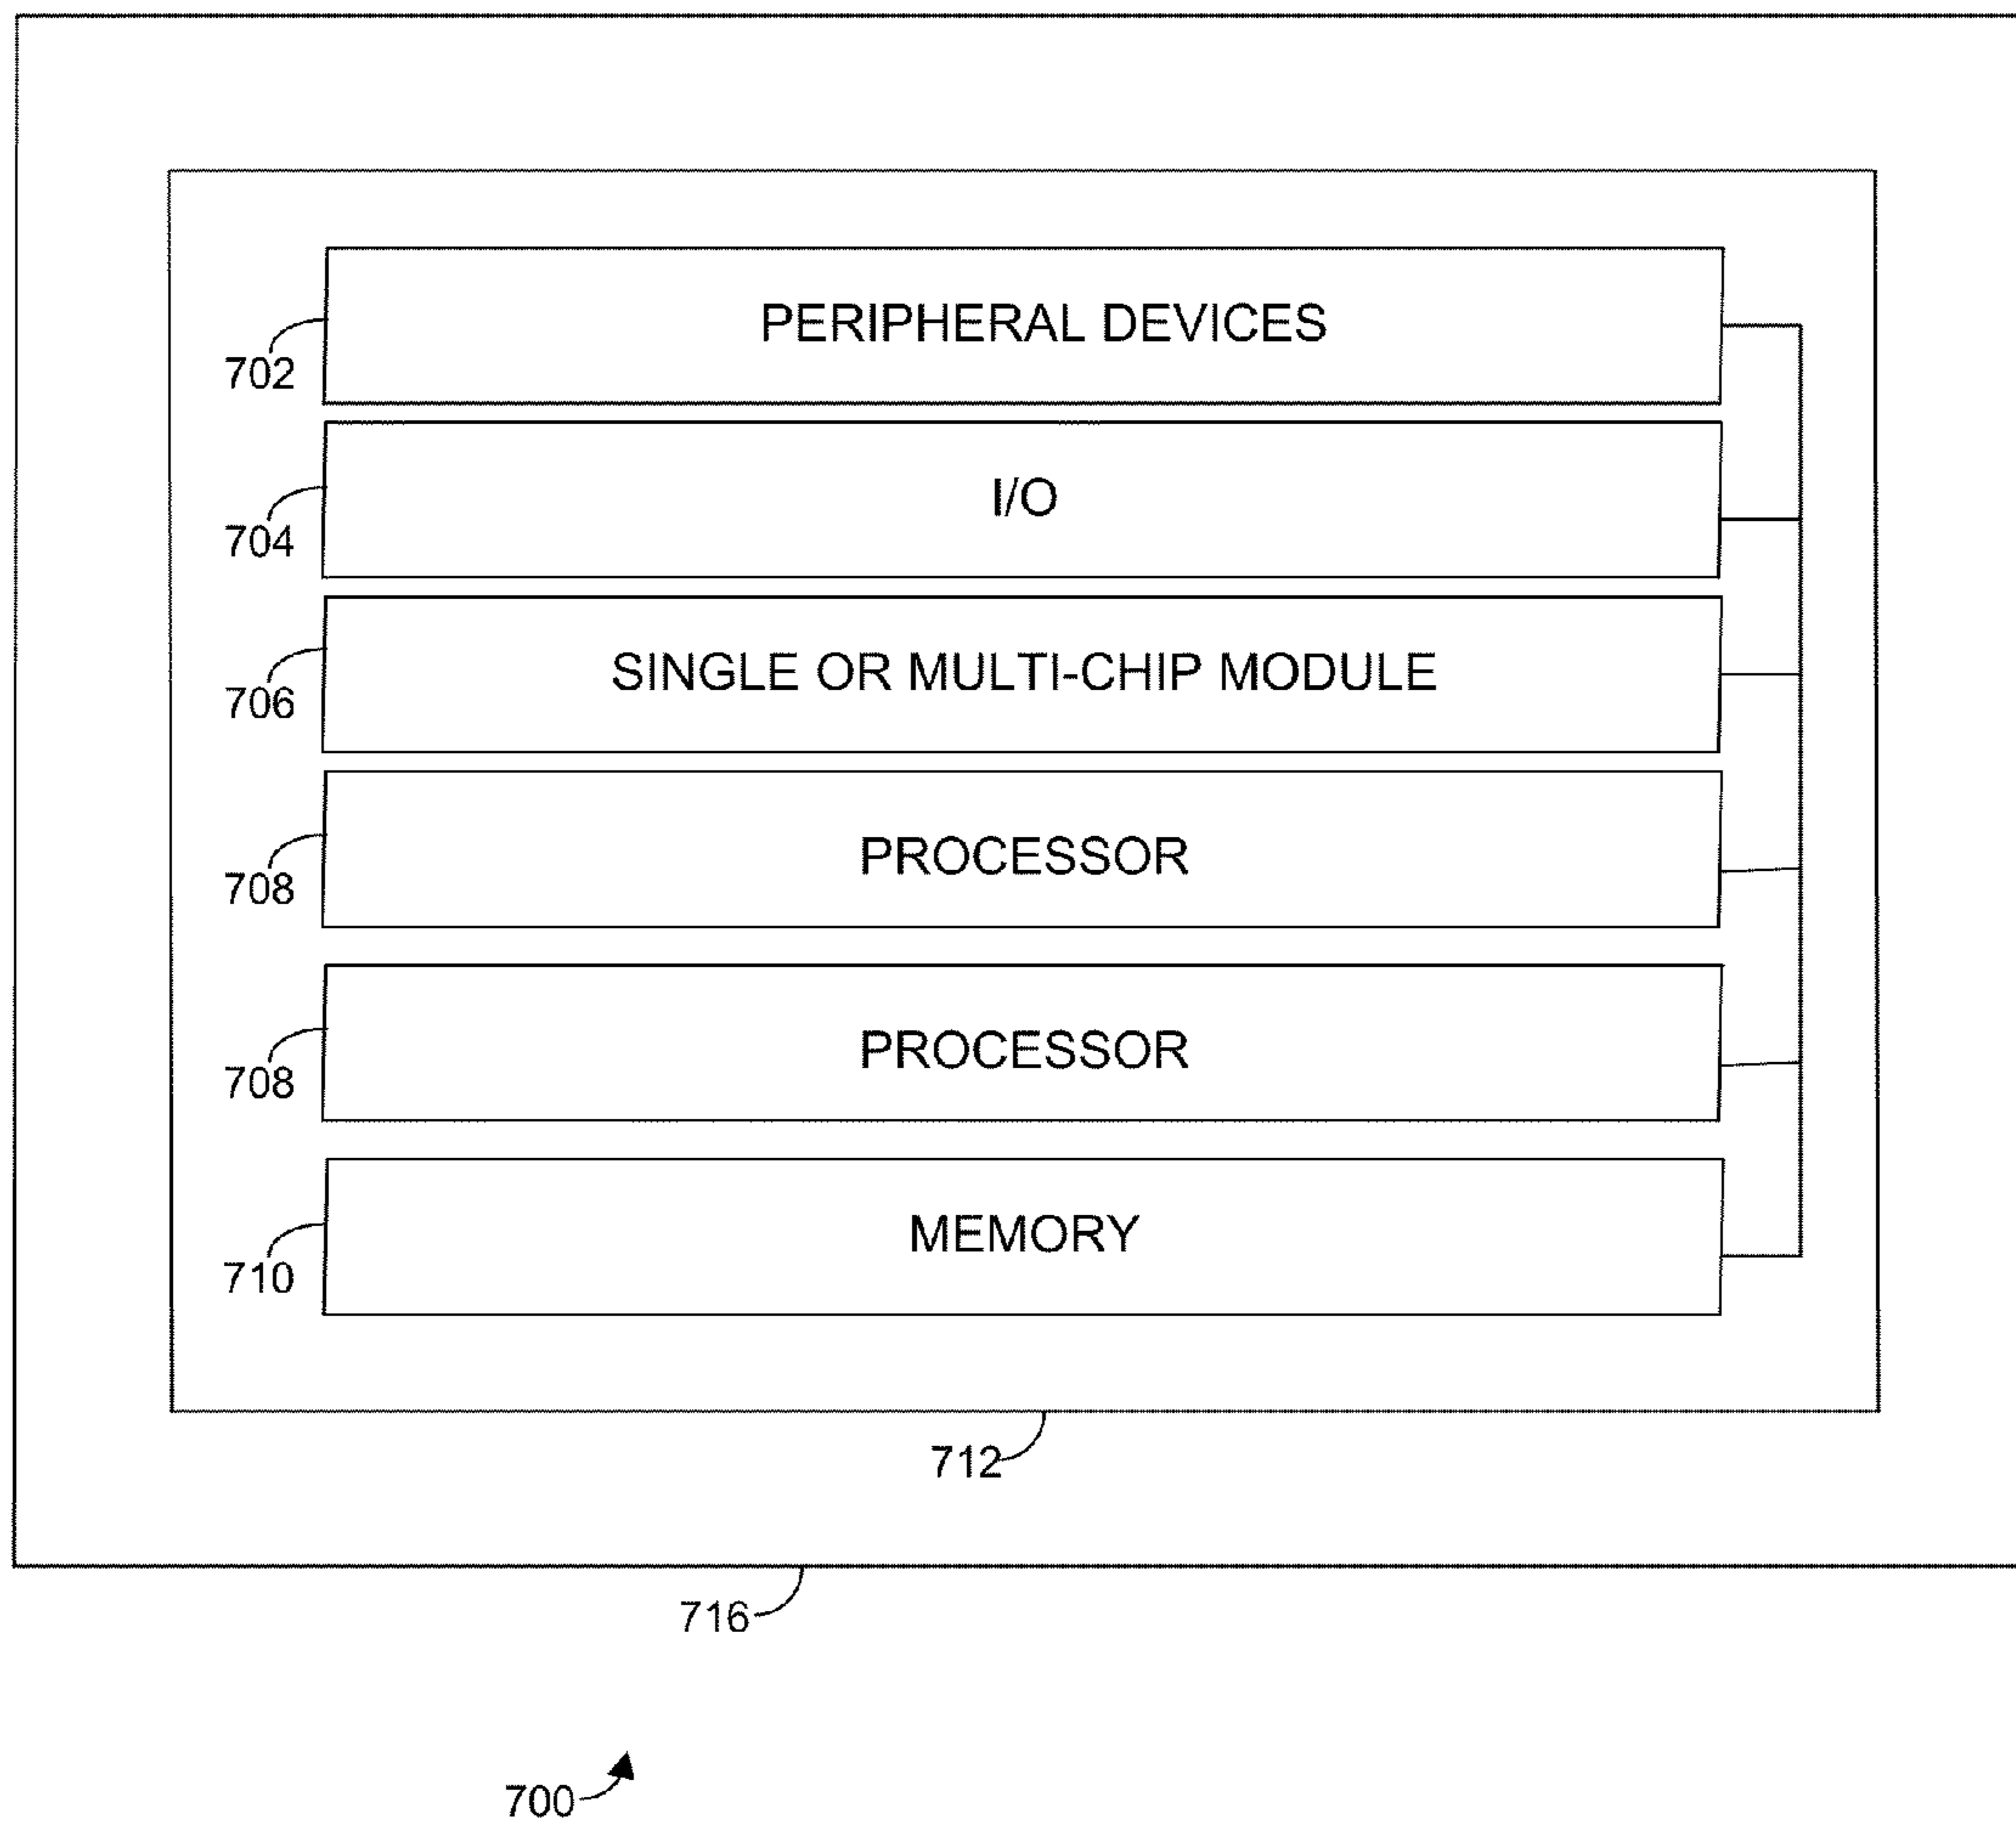 PERIPHERAL DEVICES
702
I/O
704
SINGLE OR MULTI-CHIP MODULE
706
PROCESSOR
708
PROCESSOR
708
MEMORY
710
712
716
700